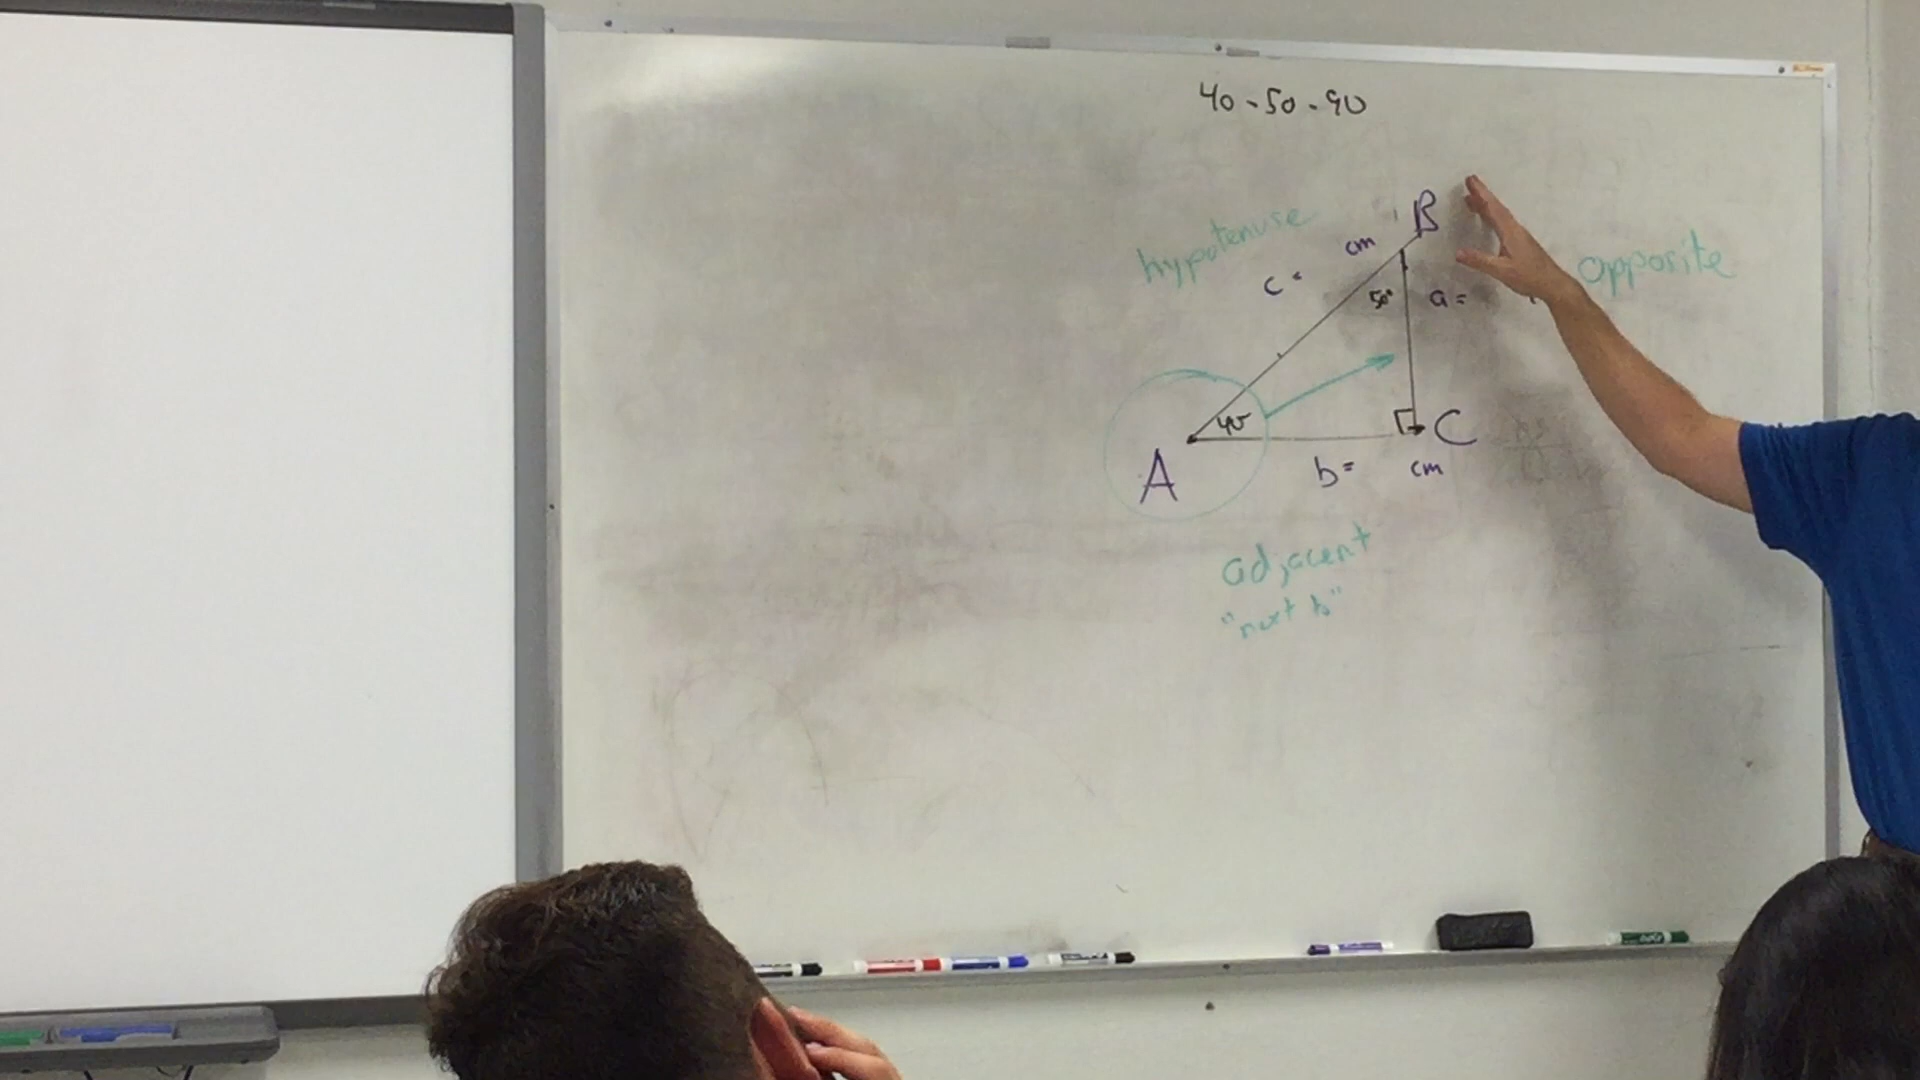 40-50-90
B
hypotenuse
cm
c =
opposite
50°
a =
40
C
A
b =
cm
adjacent
"next to"